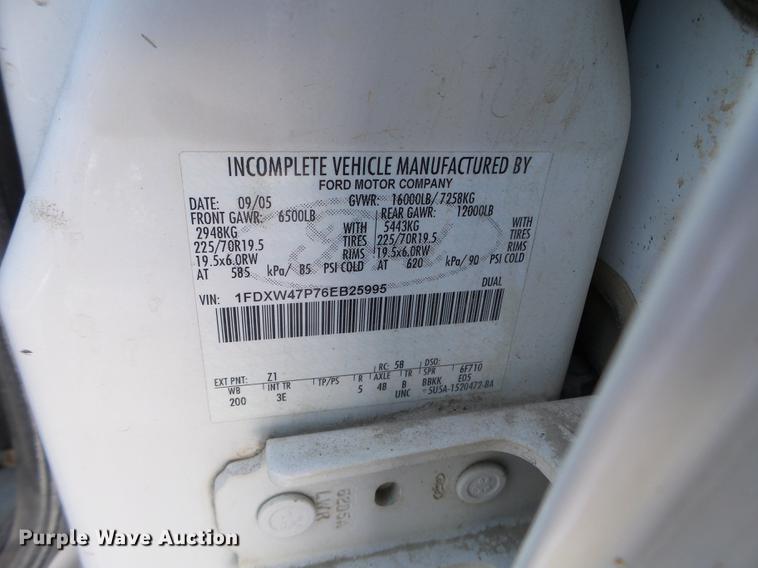 INCOMPLETE VEHICLE MANUFACTURED BY
FORD MOTOR COMPANY
DATE: 09/05 GVWR: 16000LB/ 7258KG
FRONT GAWR: 6500LB REAR GAWR: 12000LB
2948KG WITH 5443KG WITH
225/70R19.5 TIRES 225/70R19.5 TIRES
19.5x6.0RW RIMS 19.5x6.0RW RIMS
AT 585 kPa/ 85 PSI COLD AT 620 kPa/ 90 PSI COLD
VIN: 1FDXW47P76EB25995 DUAL
EXT PNT: Z1 RC: 58 DSO: 6F710
WB INT TR TP/PS R AXLE TR SPR EOS
200 3E 5 4B B BBKK
UNC 5U5A-1520472-BA
6205A
LWR
Purple Wave Auction